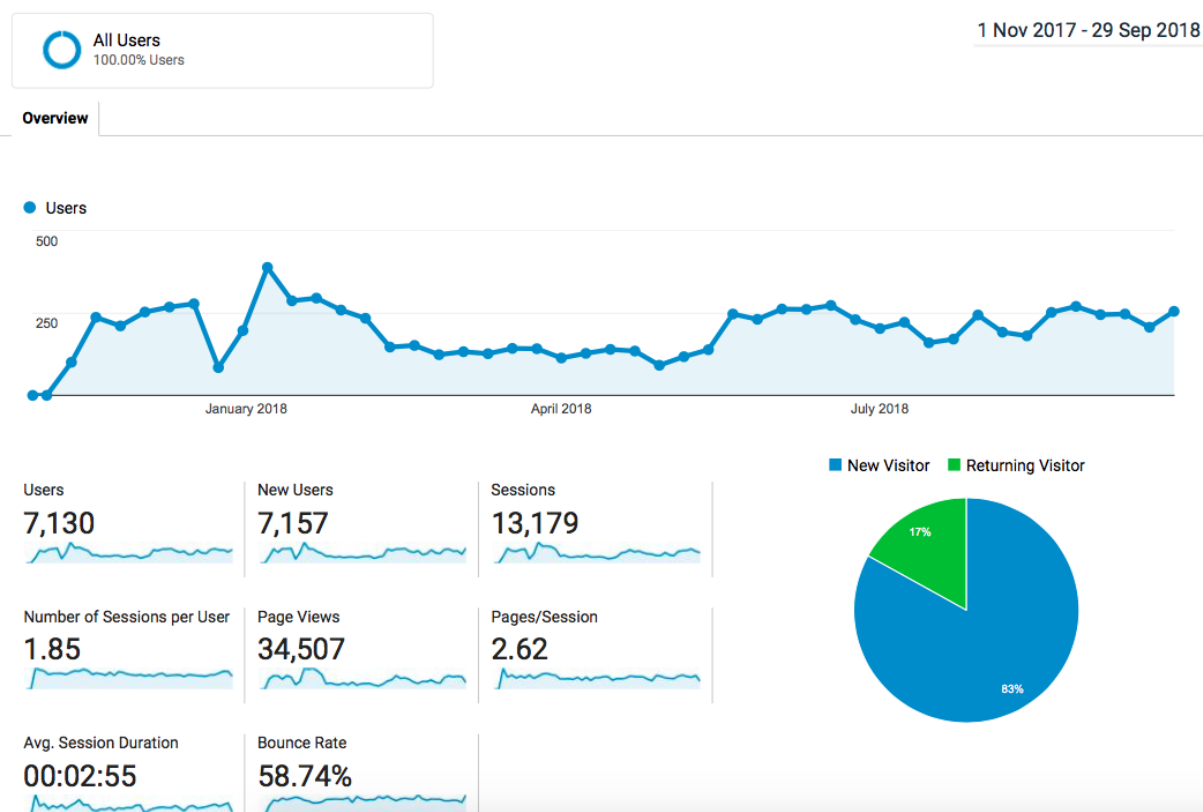 All Users
100.00% Users
1 Nov 2017 - 29 Sep 2018
Overview
Users
500
250
January 2018
April 2018
July 2018
New Visitor
Returning Visitor
17%
83%
Users
7,130
New Users
7,157
Sessions
13,179
Number of Sessions per User
1.85
Page Views
34,507
Pages/Session
2.62
Avg. Session Duration
00:02:55
Bounce Rate
58.74%